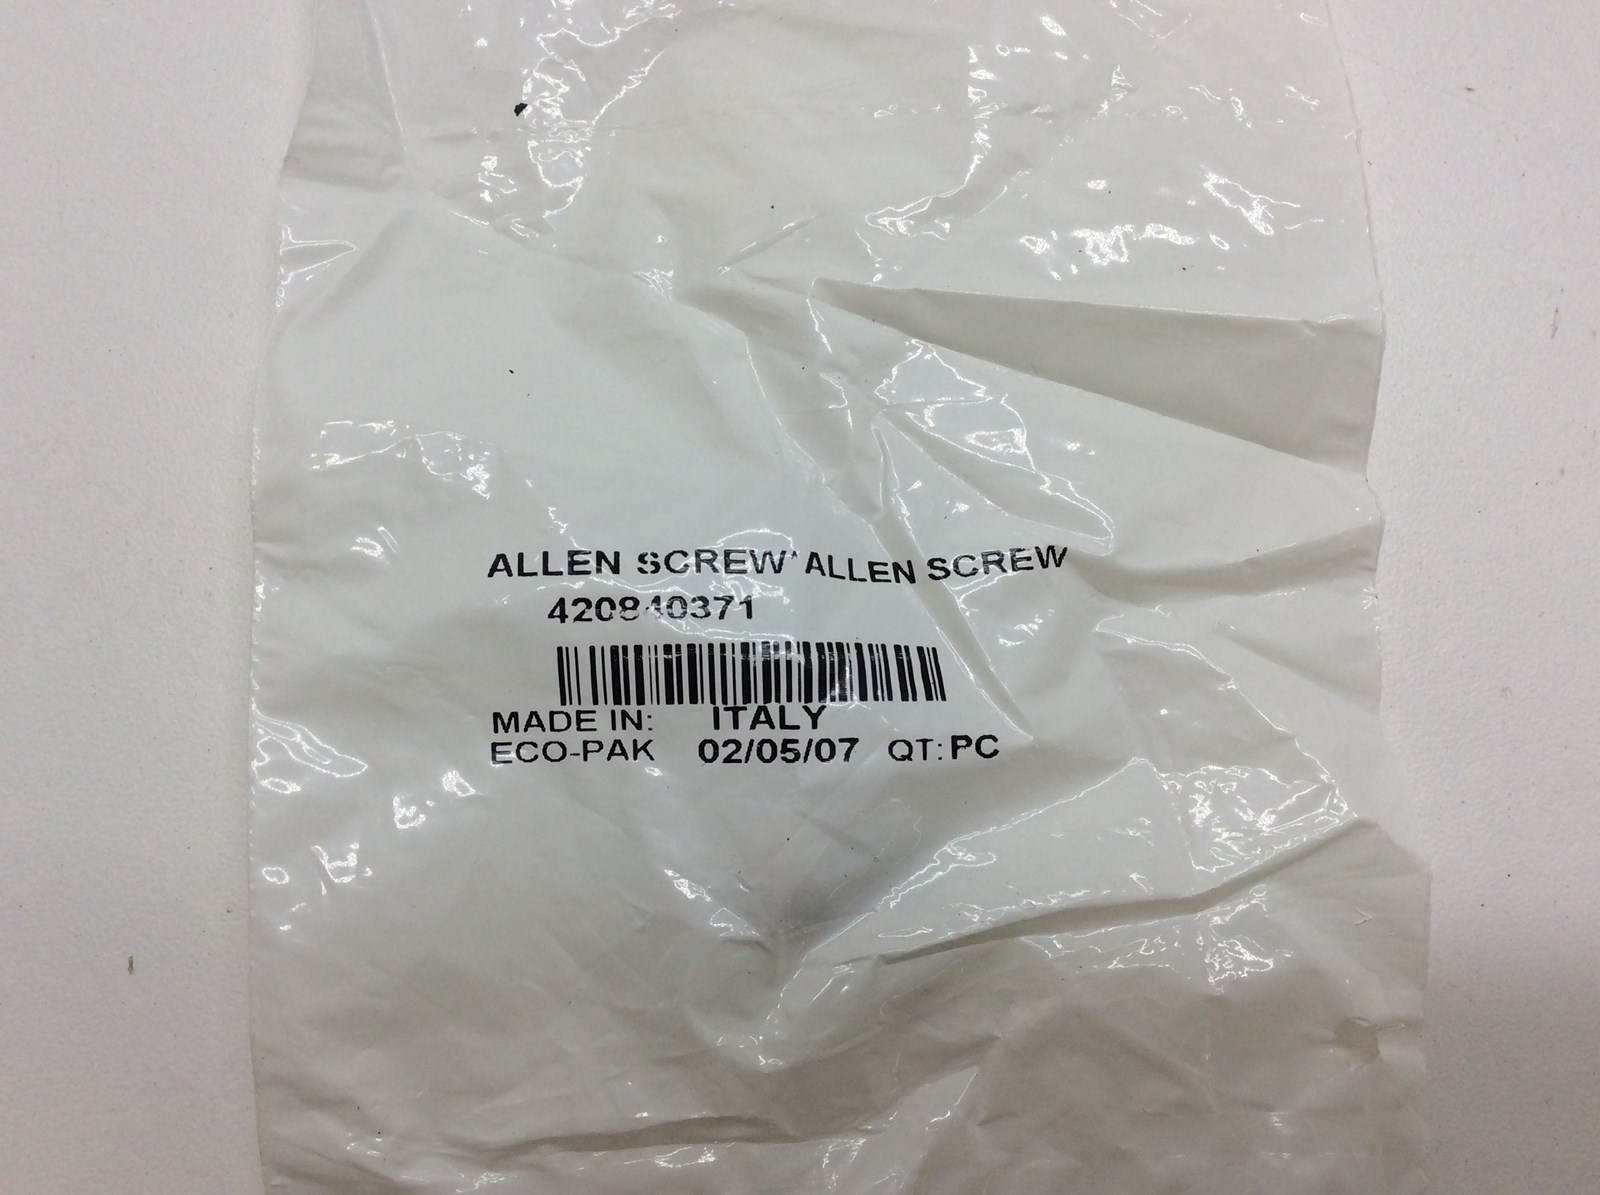 ALLEN SCREW*ALLEN SCREW
420840371
MADE IN: ITALY
ECO-PAK 02/05/07 QT: PC